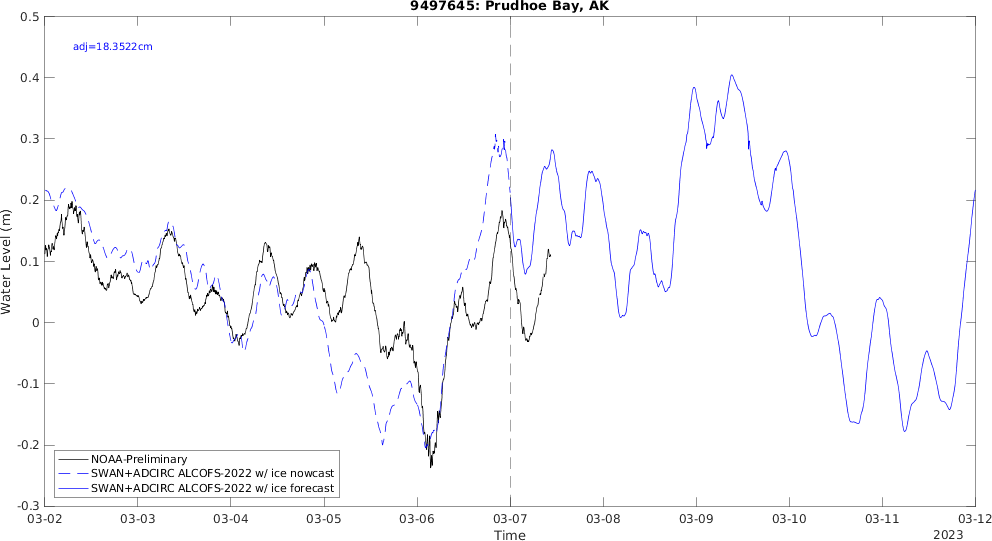 9497645: Prudhoe Bay, AK
adj=18.3522cm
0.5
0.4
0.3
0.2
0.1
0
-0.1
-0.2
-0.3
Water Level (m)
NOAA-Preliminary
SWAN+ADCIRC ALCOFS-2022 w/ ice nowcast
SWAN+ADCIRC ALCOFS-2022 w/ ice forecast
03-02 03-03 03-04 03-05 03-06 03-07 03-08 03-09 03-10 03-11 03-12
Time
2023